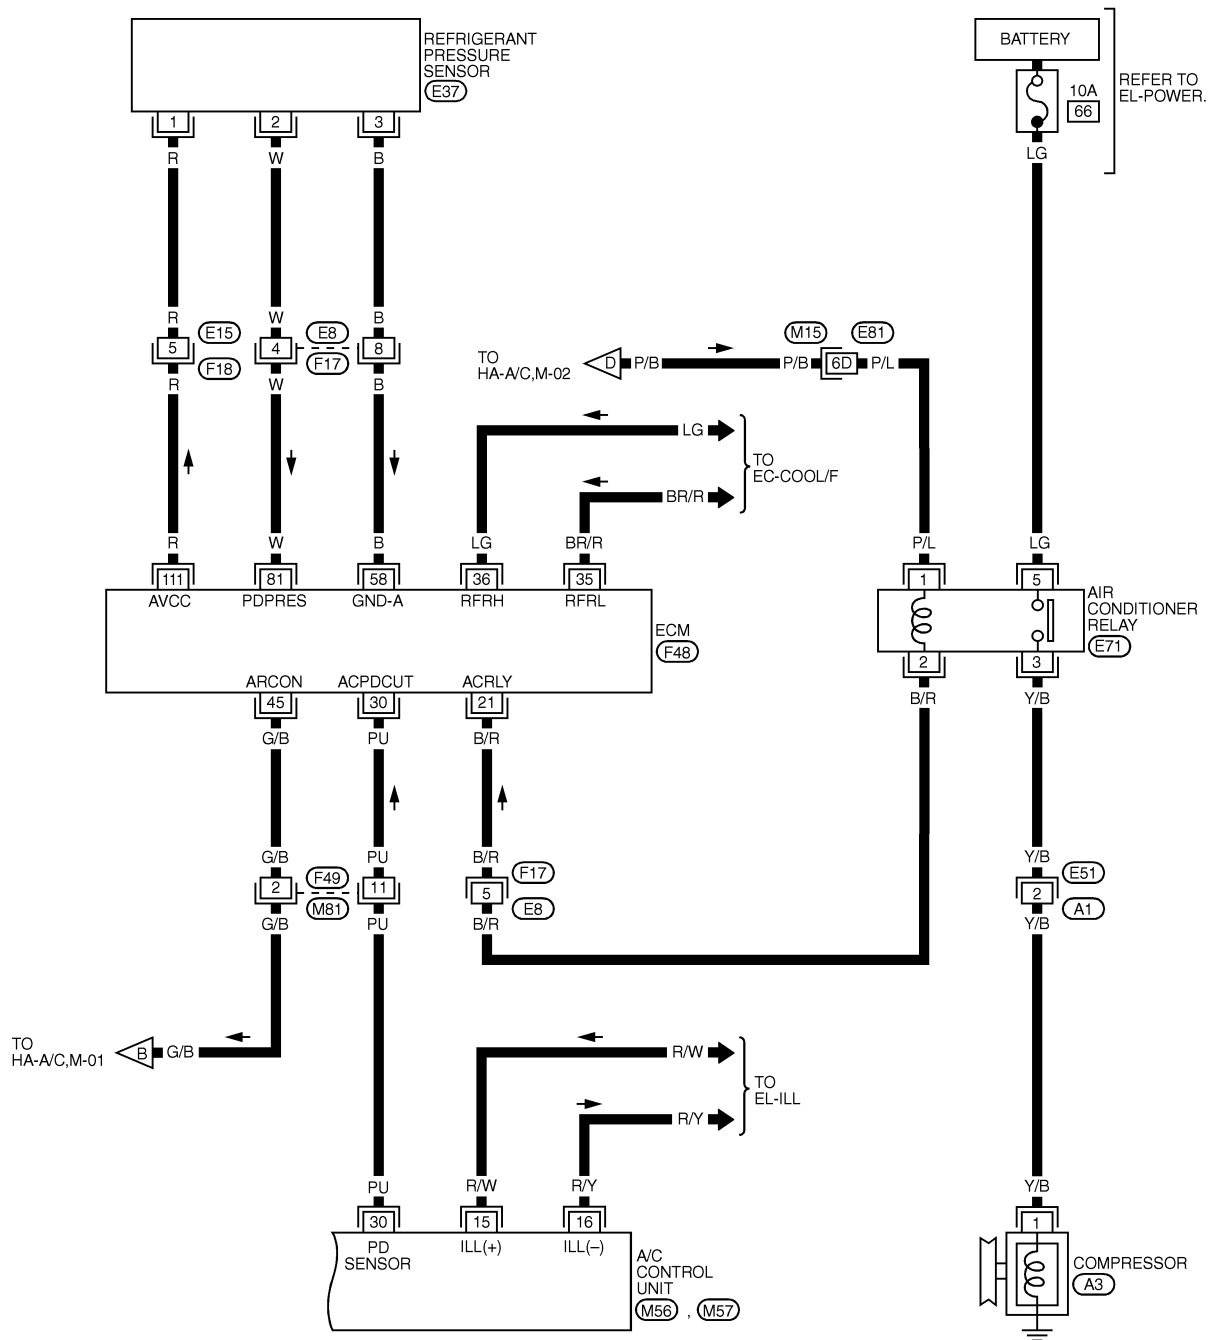 REFRIGERANT
PRESSURE
SENSOR
E37
BATTERY
10A
66
REFER TO
EL-POWER.
1 2 3
R W B
LG
R W B
E15
F18
E8
F17
5 4 8
R W B
TO
HA-A/C,M-02
D
P/B
P/B
M15
E81
6D
P/L
LG
BR/R
TO
EC-COOL/F
R W B LG BR/R P/L LG
111 81 58 36 35 1 5
AVCC PDPRES GND-A RFRH RFRL
ECM
F48
AIR
CONDITIONER
RELAY
E71
ARCON ACPDCUT ACRLY
45 30 21
2 3
G/B PU B/R
B/R Y/B
G/B PU B/R Y/B
2
F49
M81
11
5
F17
E8
2
E51
A1
G/B PU B/R Y/B
TO
HA-A/C,M-01
B
G/B
R/W
R/Y
TO
EL-ILL
PU R/W R/Y Y/B
30 15 16 1
PD
SENSOR
ILL(+) ILL(–)
A/C
CONTROL
UNIT
M56 , M57
COMPRESSOR
A3